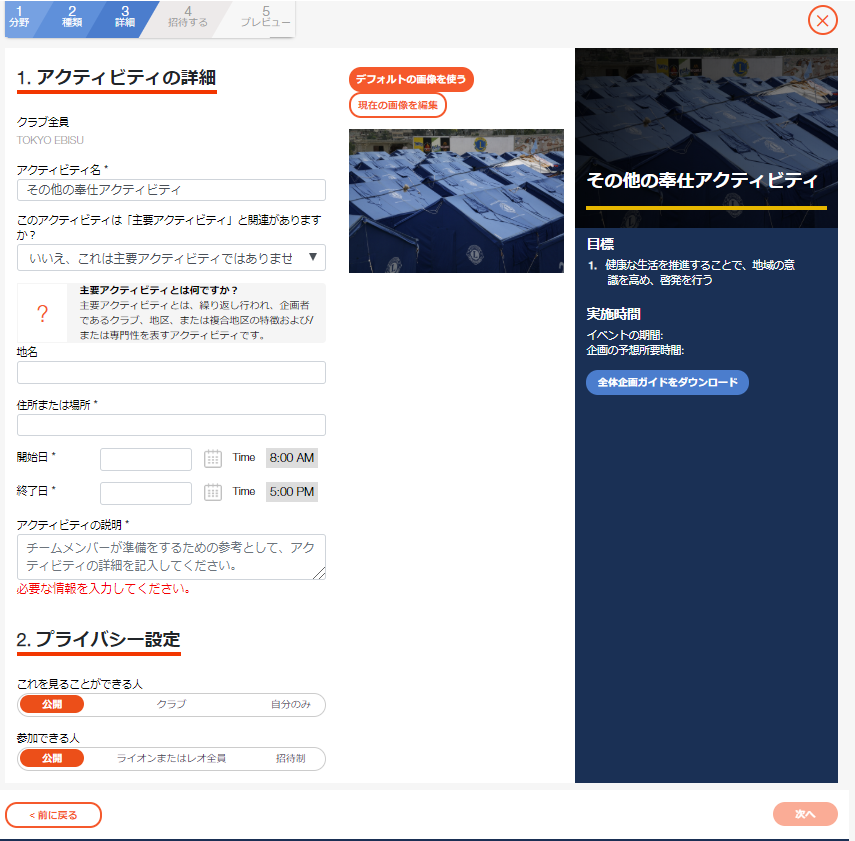 1 2 3 4 5
分野 種類 詳細 招待する プレビュー
1. アクティビティの詳細
クラブ全員
TOKYO EBISU
アクティビティ名 *
その他の奉仕アクティビティ
このアクティビティは「主要アクティビティ」と関連があります
か？
いいえ、これは主要アクティビティではありませ ▼
?
主要アクティビティとは何ですか？
主要アクティビティとは、繰り返し行われ、企画者
であるクラブ、地区、または複合地区の特徴および/
または専門性を表すアクティビティです。
地名
住所または場所 *
開始日 * Time 8:00 AM
終了日 * Time 5:00 PM
アクティビティの説明 *
チームメンバーが準備をするための参考として、アク
ティビティの詳細を記入してください。
必要な情報を入力してください。
2. プライバシー設定
これを見ることができる人
公開 クラブ 自分のみ
参加できる人
公開 ライオンまたはレオ全員 招待制
デフォルトの画像を使う
現在の画像を編集
その他の奉仕アクティビティ
目標
1. 健康な生活を推進することで、地域の意
識を高め、啓発を行う
実施時間
イベントの期間:
企画の予想所要時間:
全体企画ガイドをダウンロード
< 前に戻る
次へ